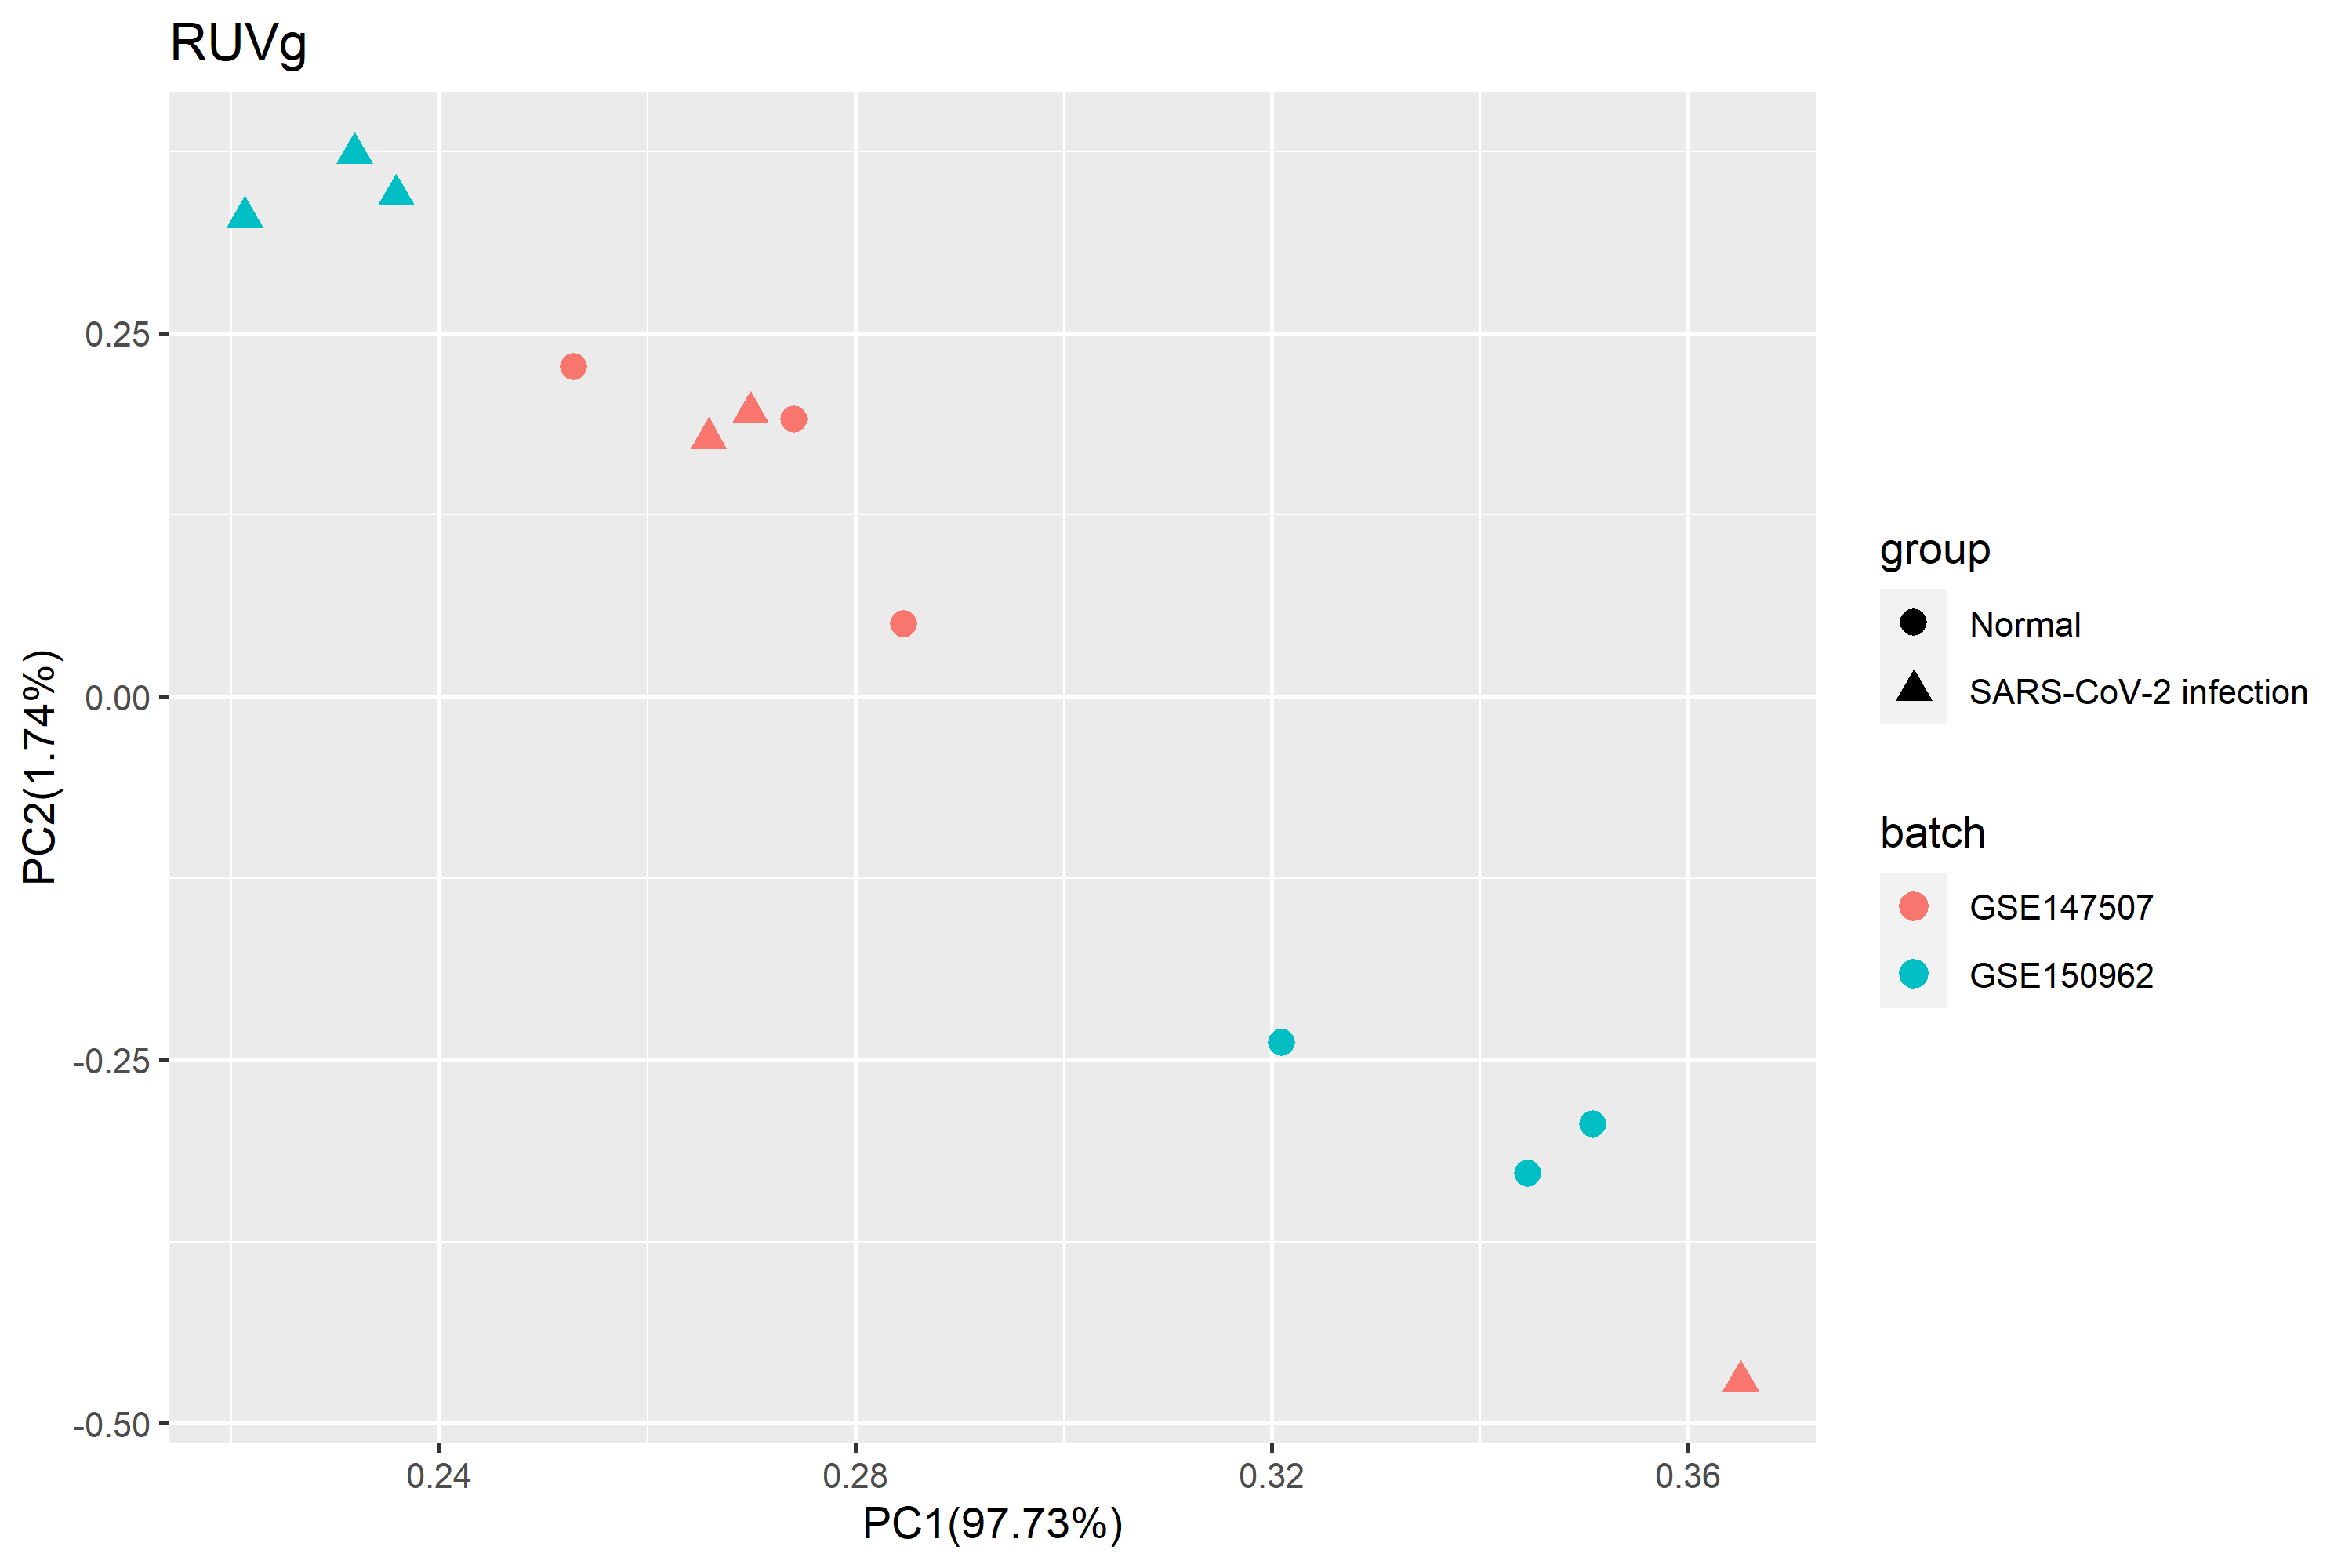 RUVg
0.25
0.00
-0.25
-0.50
PC2(1.74%)
0.24
0.28
0.32
0.36
PC1(97.73%)
group
Normal
SARS-CoV-2 infection
batch
GSE147507
GSE150962